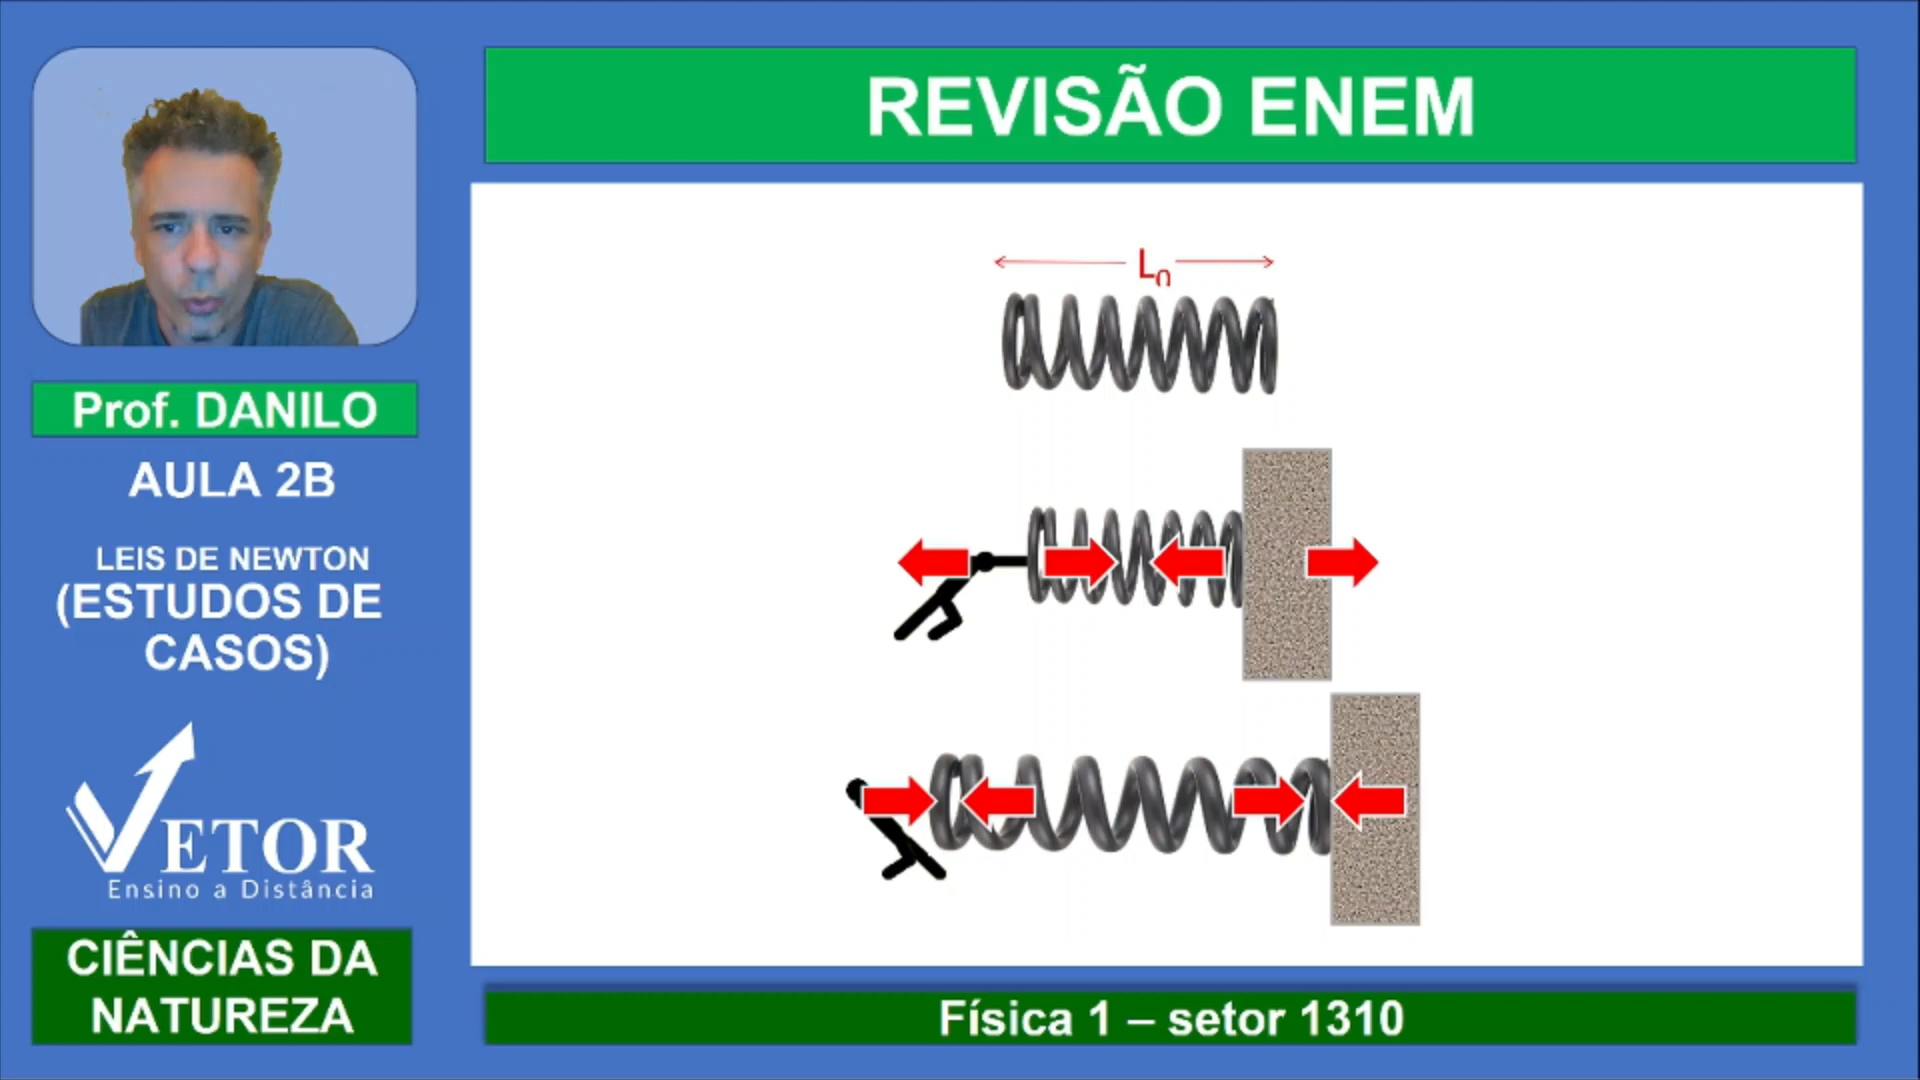 REVISÃO ENEM
L₀
Prof. DANILO
AULA 2B
LEIS DE NEWTON
(ESTUDOS DE
CASOS)
VETOR
Ensino a Distância
CIÊNCIAS DA
NATUREZA
Física 1 – setor 1310